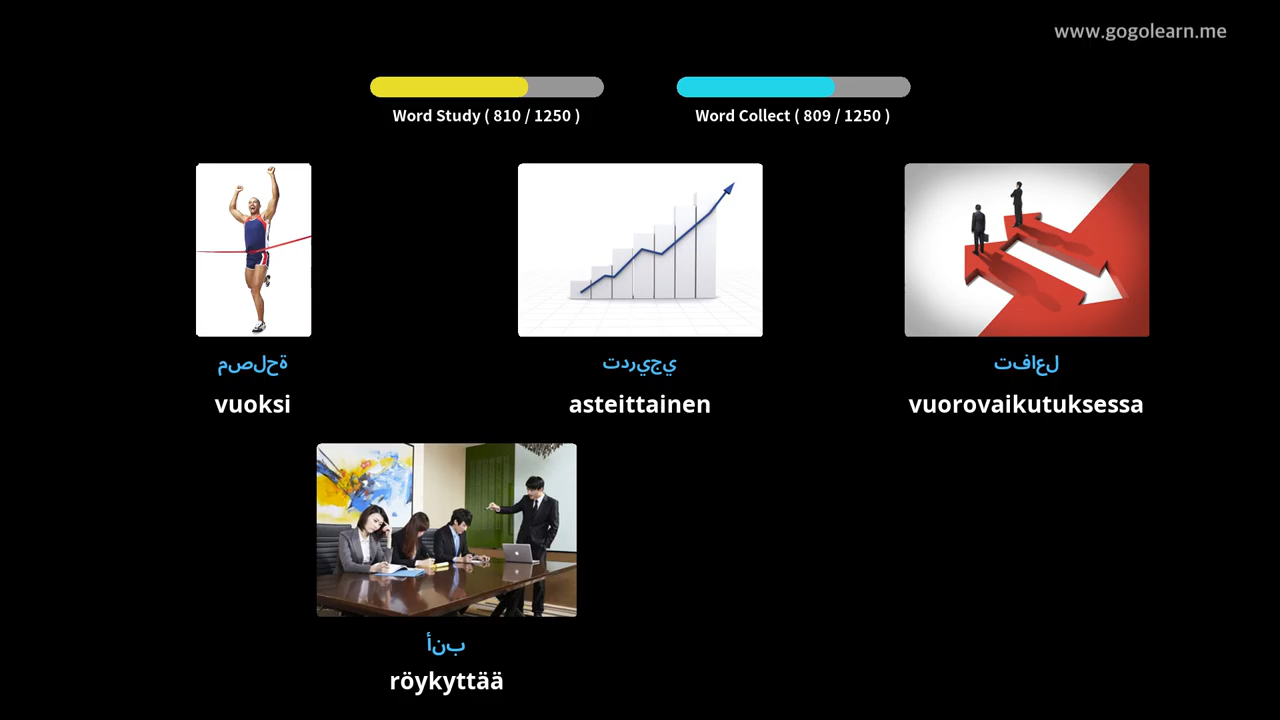 www.gogolearn.me
Word Study ( 810 / 1250 )
Word Collect ( 809 / 1250 )
مصلحة
vuoksi
تدريجي
asteittainen
تفاعل
vuorovaikutuksessa
أنب
röykyttää